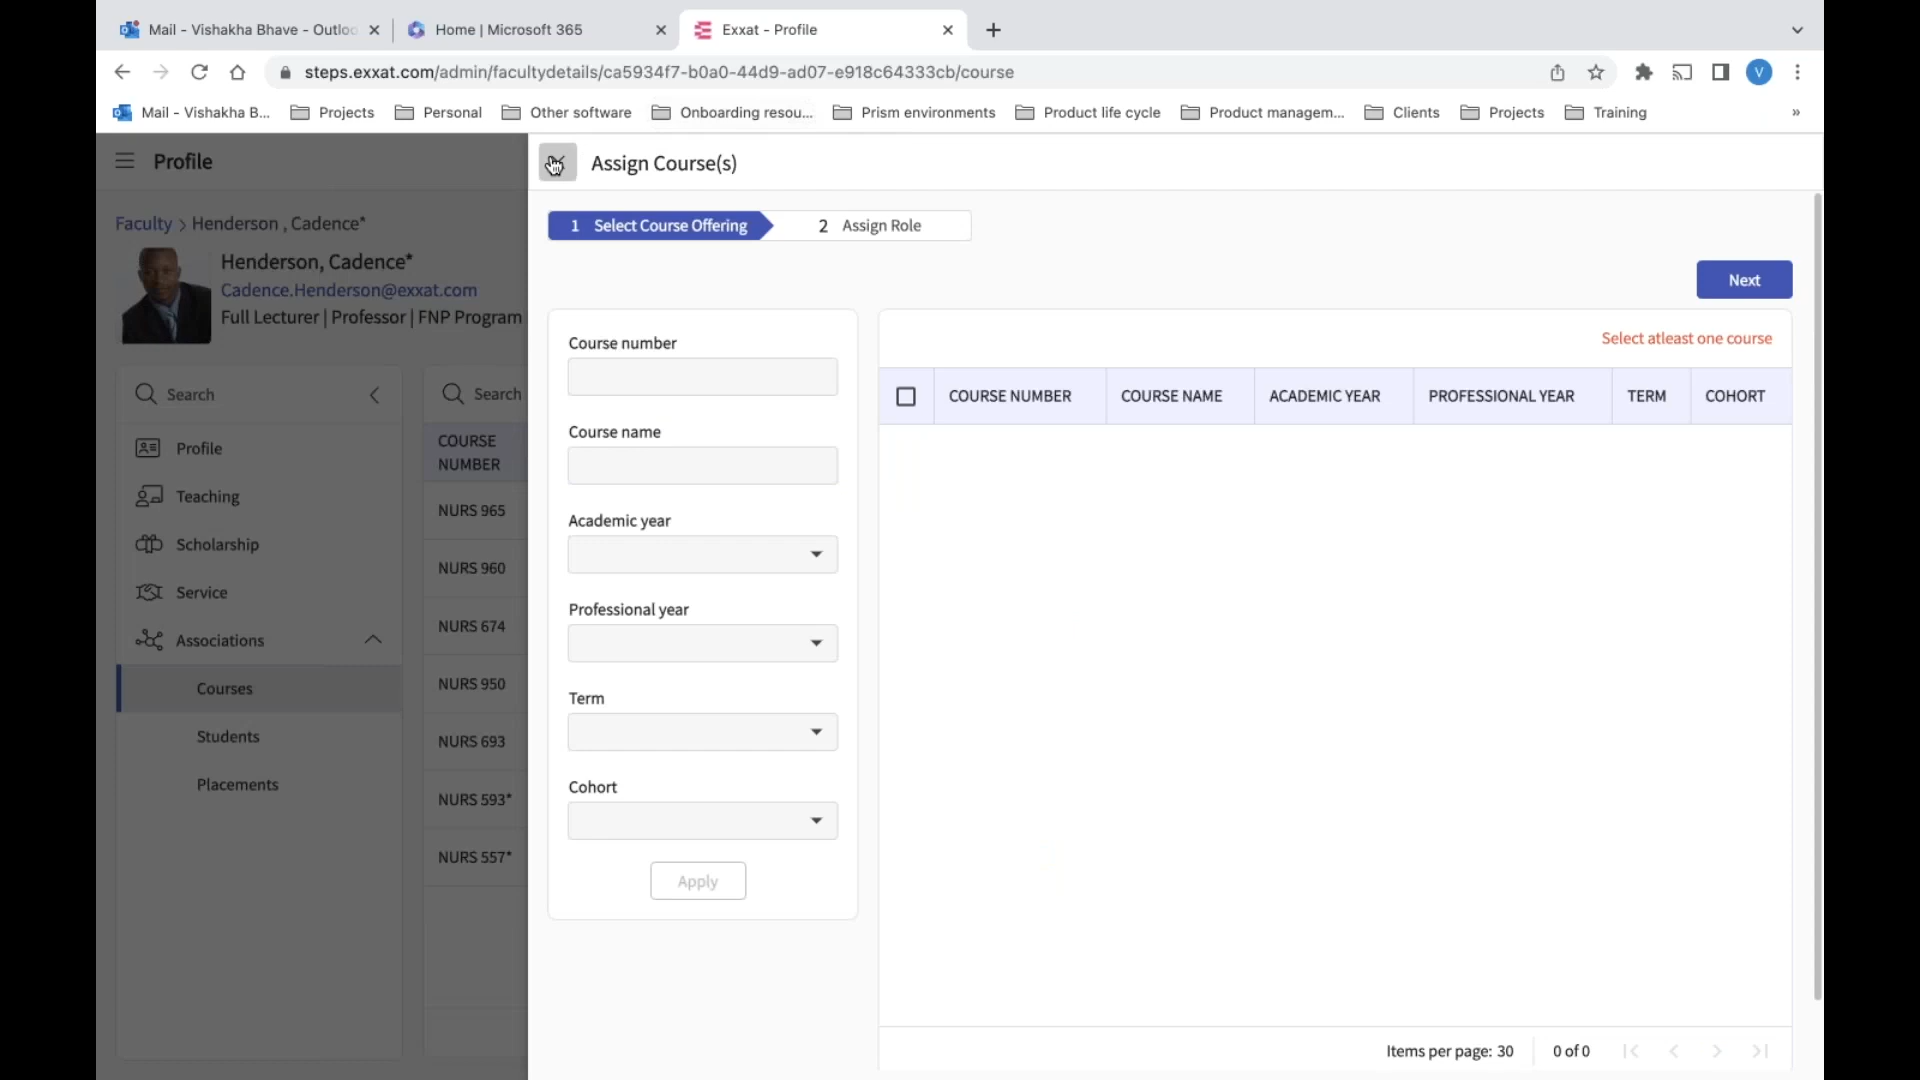 Mail - Vishakha Bhave - Outloo
Home | Microsoft 365
Exxat - Profile
steps.exxat.com/admin/facultydetails/ca5934f7-b0a0-44d9-ad07-e918c64333cb/course
V
Mail - Vishakha B...
Projects
Personal
Other software
Onboarding resou...
Prism environments
Product life cycle
Product managem...
Clients
Projects
Training
»
Profile
Assign Course(s)
Faculty > Henderson , Cadence*
Henderson, Cadence*
Cadence.Henderson@exxat.com
Full Lecturer | Professor | FNP Program
1 Select Course Offering
2 Assign Role
Next
Search
Profile
Teaching
Scholarship
Service
Associations
Courses
Students
Placements
Search
COURSE
NUMBER
NURS 965
NURS 960
NURS 674
NURS 950
NURS 693
NURS 593*
NURS 557*
Course number
Course name
Academic year
Professional year
Term
Cohort
Apply
Select atleast one course
COURSE NUMBER
COURSE NAME
ACADEMIC YEAR
PROFESSIONAL YEAR
TERM
COHORT
Items per page: 30
0 of 0